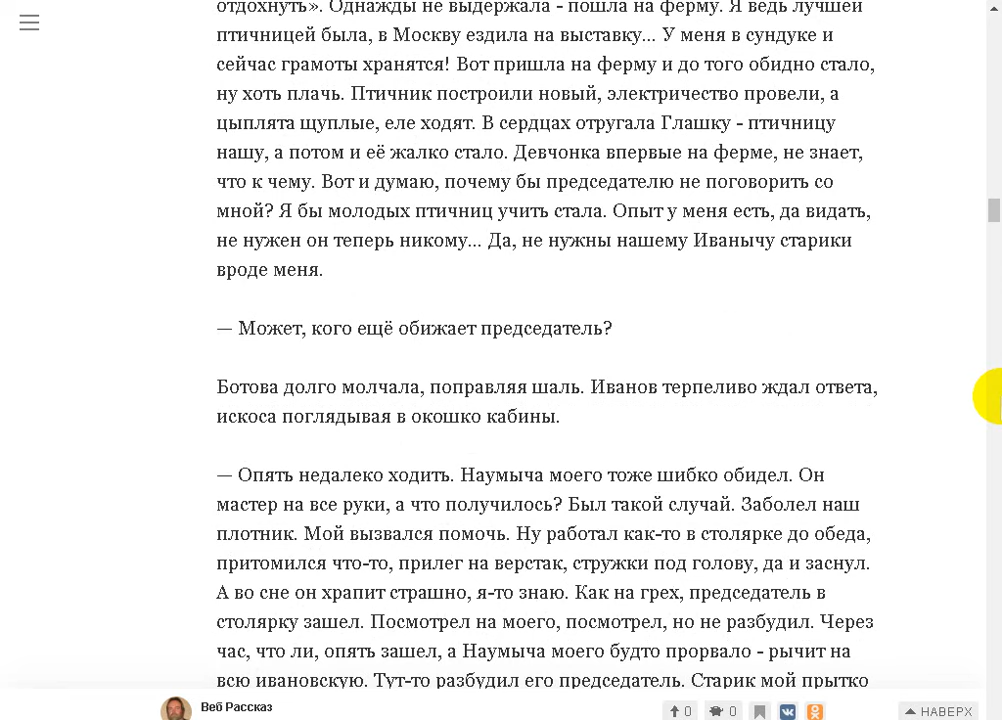 отдохнуть». Однажды не выдержала - пошла на ферму. Я ведь лучшей
птичницей была, в Москву ездила на выставку... У меня в сундуке и
сейчас грамоты хранятся! Вот пришла на ферму и до того обидно стало,
ну хоть плачь. Птичник построили новый, электричество провели, а
цыплята щуплые, еле ходят. В сердцах отругала Глашку - птичницу
нашу, а потом и её жалко стало. Девчонка впервые на ферме, не знает,
что к чему. Вот и думаю, почему бы председателю не поговорить со
мной? Я бы молодых птичниц учить стала. Опыт у меня есть, да видать,
не нужен он теперь никому... Да, не нужны нашему Иванычу старики
вроде меня.
— Может, кого ещё обижает председатель?
Ботова долго молчала, поправляя шаль. Иванов терпеливо ждал ответа,
искоса поглядывая в окошко кабины.
— Опять недалеко ходить. Наумыча моего тоже шибко обидел. Он
мастер на все руки, а что получилось? Был такой случай. Заболел наш
плотник. Мой вызвался помочь. Ну работал как-то в столярке до обеда,
притомился что-то, прилег на верстак, стружки под голову, да и заснул.
А во сне он храпит страшно, я-то знаю. Как на грех, председатель в
столярку зашел. Посмотрел на моего, посмотрел, но не разбудил. Через
час, что ли, опять зашел, а Наумыча моего будто прорвало - рычит на
всю ивановскую. Тут-то разбудил его председатель. Старик мой прытко
Веб Рассказ
0
0
НАВЕРХ